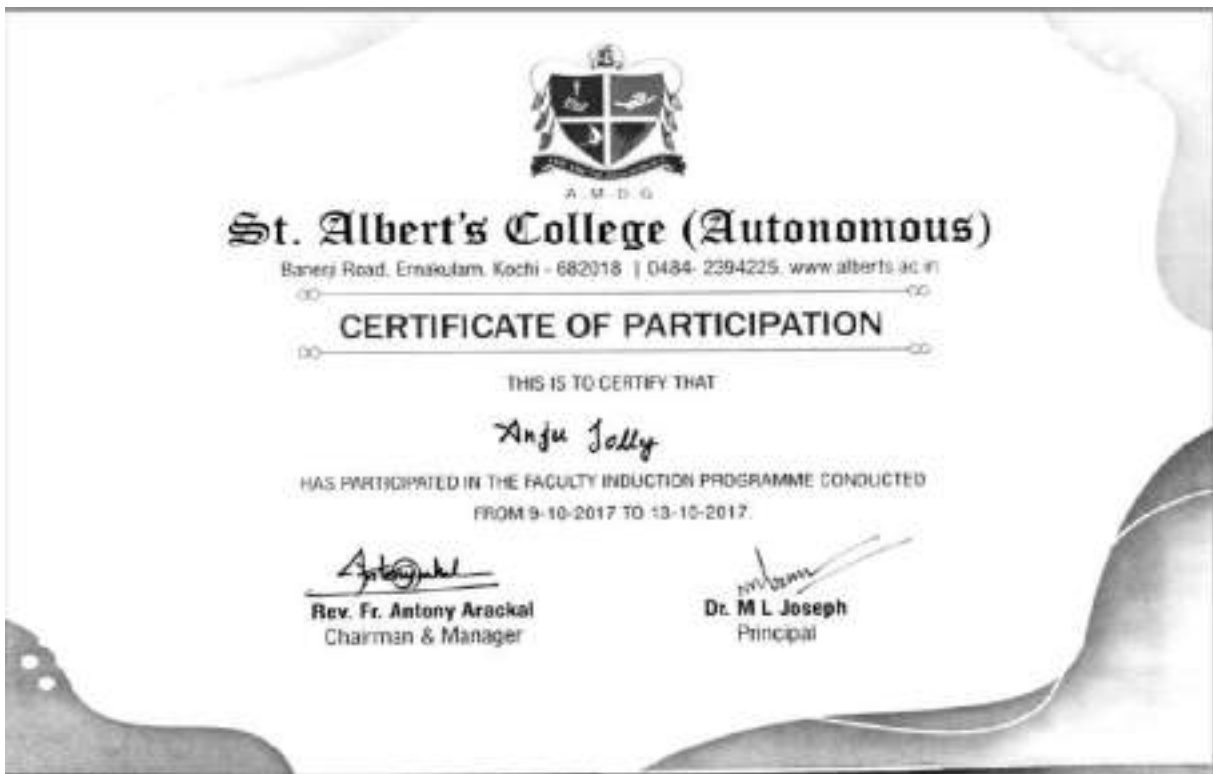 A M D G
St. Albert's College (Autonomous)
Banerji Road, Ernakulam, Kochi - 682018 | 0484- 2394225, www.alberts.ac.in
CERTIFICATE OF PARTICIPATION
THIS IS TO CERTIFY THAT
Anju Jolly
HAS PARTICIPATED IN THE FACULTY INDUCTION PROGRAMME CONDUCTED
FROM 9-10-2017 TO 13-10-2017.
Rev. Fr. Antony Arackal
Dr. M L Joseph
Chairman & Manager
Principal